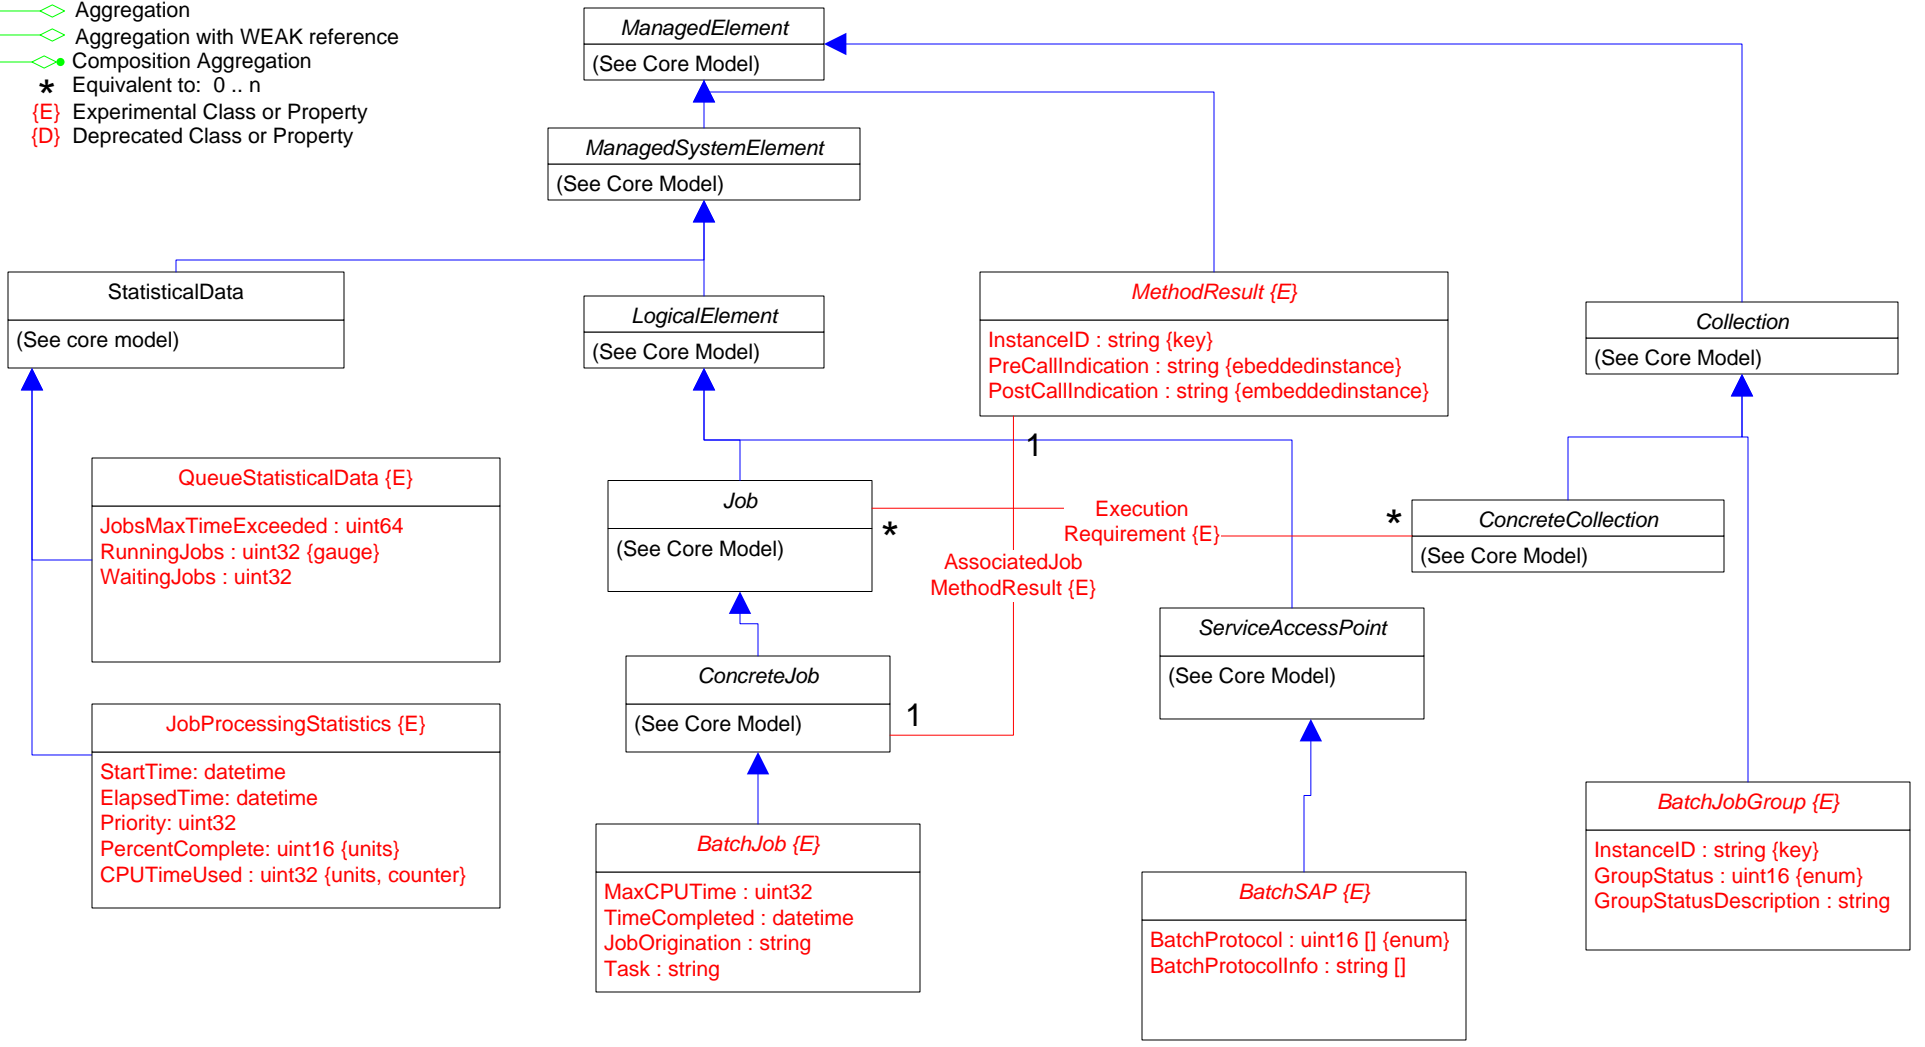 Aggregation
Aggregation with WEAK reference
Composition Aggregation
* Equivalent to: 0 .. n
{E} Experimental Class or Property
{D} Deprecated Class or Property
ManagedElement
(See Core Model)
ManagedSystemElement
(See Core Model)
StatisticalData
(See core model)
LogicalElement
(See Core Model)
MethodResult {E}
InstanceID : string {key}
PreCallIndication : string {ebeddedinstance}
PostCallIndication : string {embeddedinstance}
Collection
(See Core Model)
1
QueueStatisticalData {E}
JobsMaxTimeExceeded : uint64
RunningJobs : uint32 {gauge}
WaitingJobs : uint32
Job
(See Core Model)
*
Execution
Requirement {E}
*
ConcreteCollection
(See Core Model)
AssociatedJob
MethodResult {E}
ServiceAccessPoint
(See Core Model)
ConcreteJob
(See Core Model)
1
JobProcessingStatistics {E}
StartTime: datetime
ElapsedTime: datetime
Priority: uint32
PercentComplete: uint16 {units}
CPUTimeUsed : uint32 {units, counter}
BatchJob {E}
MaxCPUTime : uint32
TimeCompleted : datetime
JobOrigination : string
Task : string
BatchSAP {E}
BatchProtocol : uint16 [] {enum}
BatchProtocolInfo : string []
BatchJobGroup {E}
InstanceID : string {key}
GroupStatus : uint16 {enum}
GroupStatusDescription : string